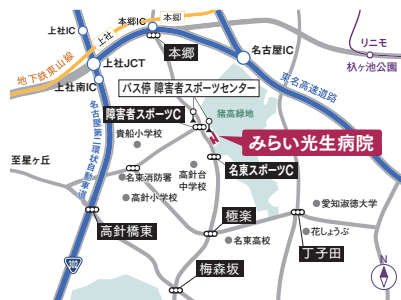 本郷IC
上社IC
上社
本郷
名古屋IC
リニモ
杁ヶ池公園
地下鉄東山線
上社JCT
上社南IC
東名高速道路
バス停 障害者スポーツセンター
障害者スポーツC
猪高緑地
貴船小学校
みらい光生病院
名古屋第二環状自動車道
至星ヶ丘
名東消防署
高針台
中学校
名東スポーツC
高針小学校
愛知淑徳大学
極楽
高針橋東
名東高校
花しょうぶ
丁子田
302
梅森坂
N